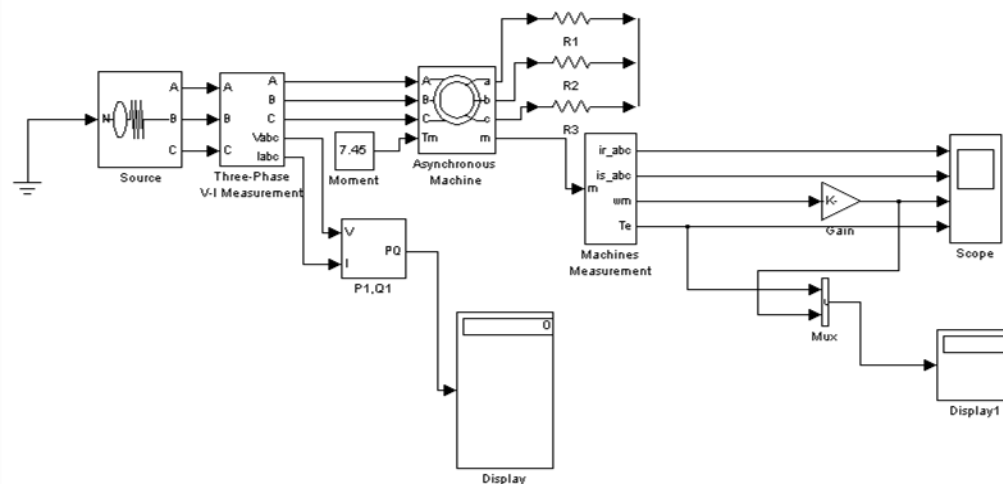 R1
R2
R3
A
B
C
N
A
B
C
Source
A
B
C
A
B
C
Vabc
Iabc
Three-Phase
V-I Measurement
7.45
Moment
A
B
C
Tm
a
b
c
m
Asynchronous
Machine
m
ir_abc
is_abc
wm
Te
Machines
Measurement
K-
Gain
Scope
V
I
PQ
P1,Q1
Mux
0
Display
Display1